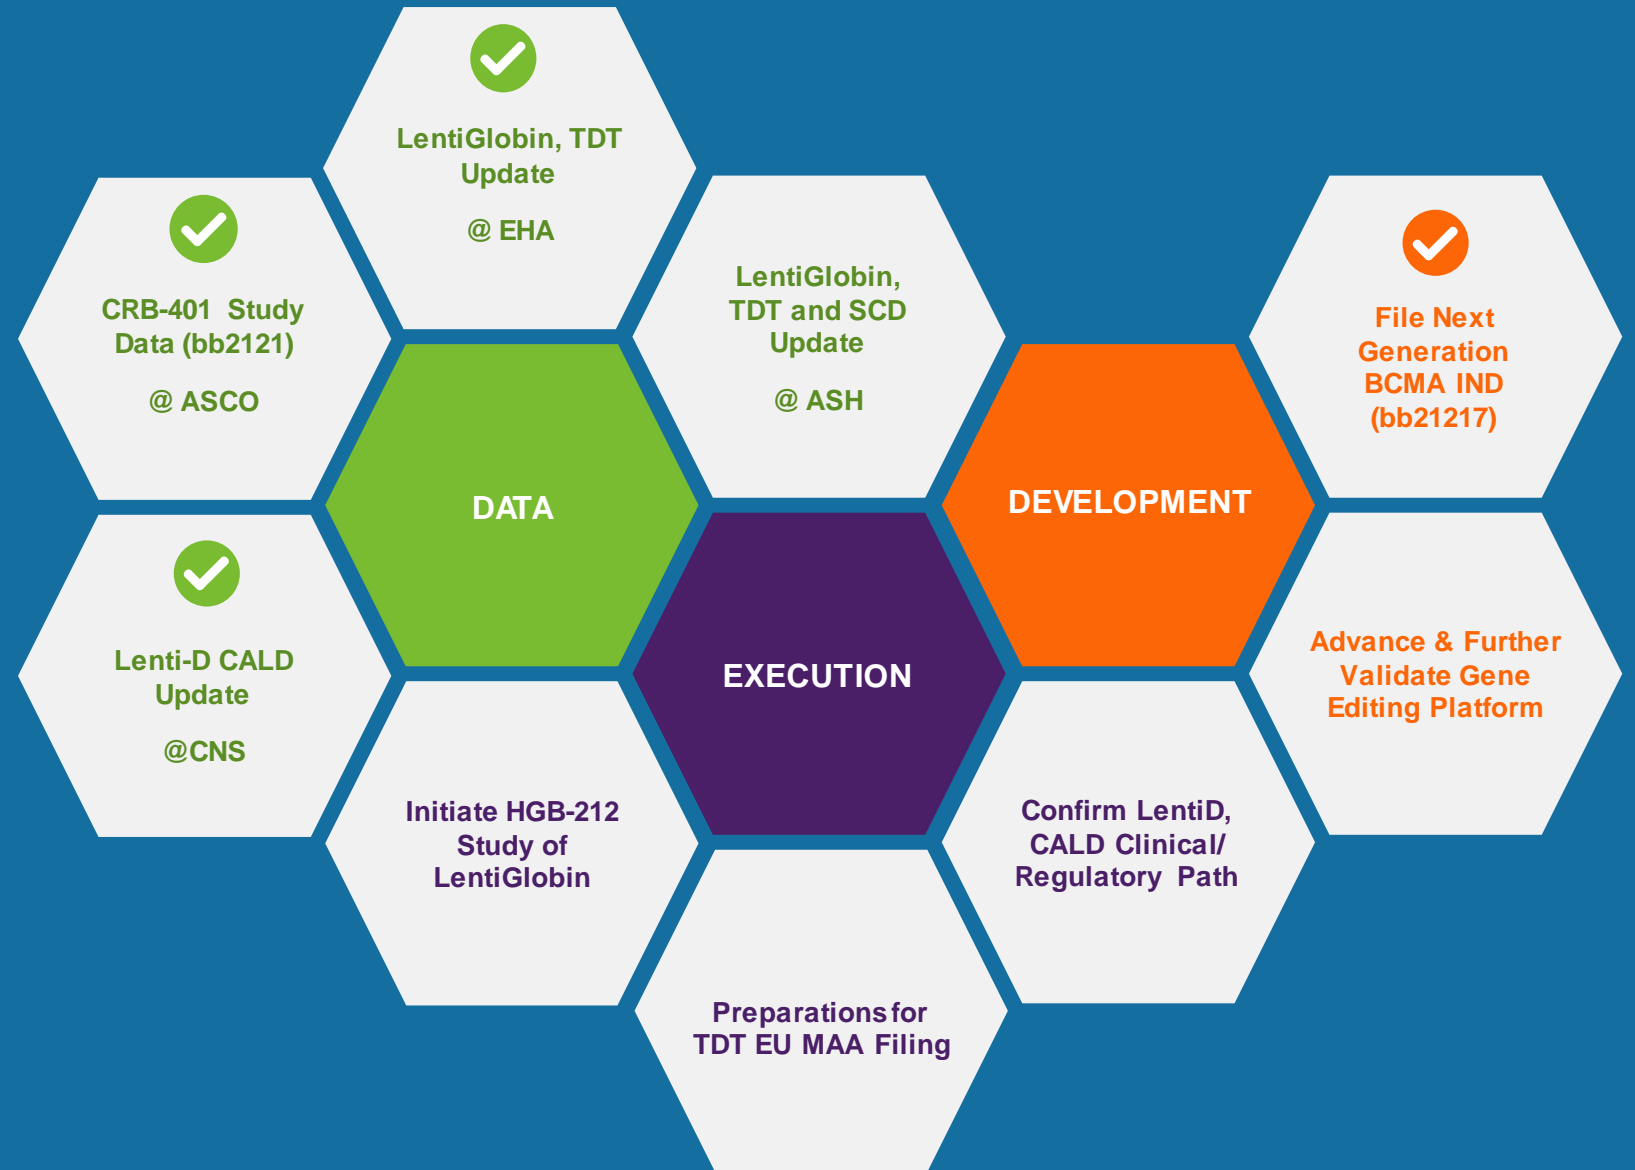 LentiGlobin, TDT
Update
@ EHA
CRB-401 Study
Data (bb2121)
@ ASCO
LentiGlobin,
TDT and SCD
Update
@ ASH
File Next
Generation
BCMA IND
(bb21217)
DATA
DEVELOPMENT
Lenti-D CALD
Update
@CNS
EXECUTION
Advance & Further
Validate Gene
Editing Platform
Initiate HGB-212
Study of
LentiGlobin
Confirm LentiD,
CALD Clinical/
Regulatory Path
Preparations for
TDT EU MAA Filing